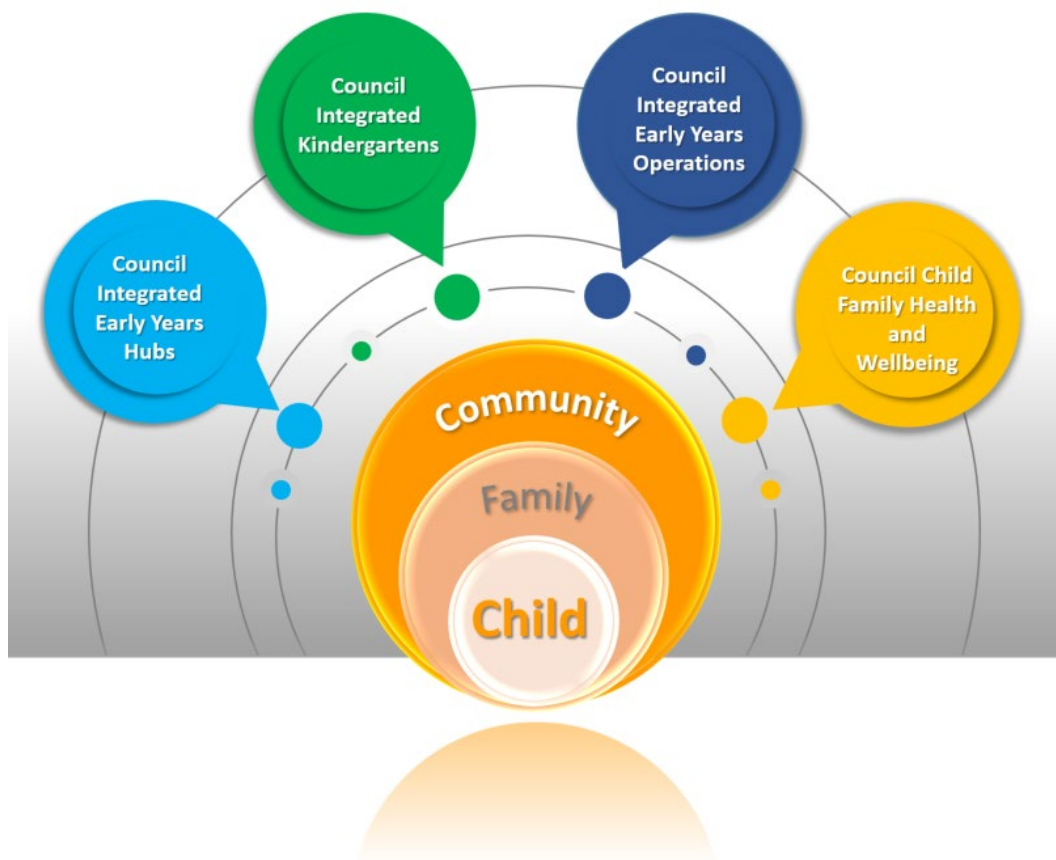 Council
Integrated
Kindergartens
Council
Integrated
Early Years
Operations
Council
Integrated
Early Years
Hubs
Council Child
Family Health
and
Wellbeing
Community
Family
Child